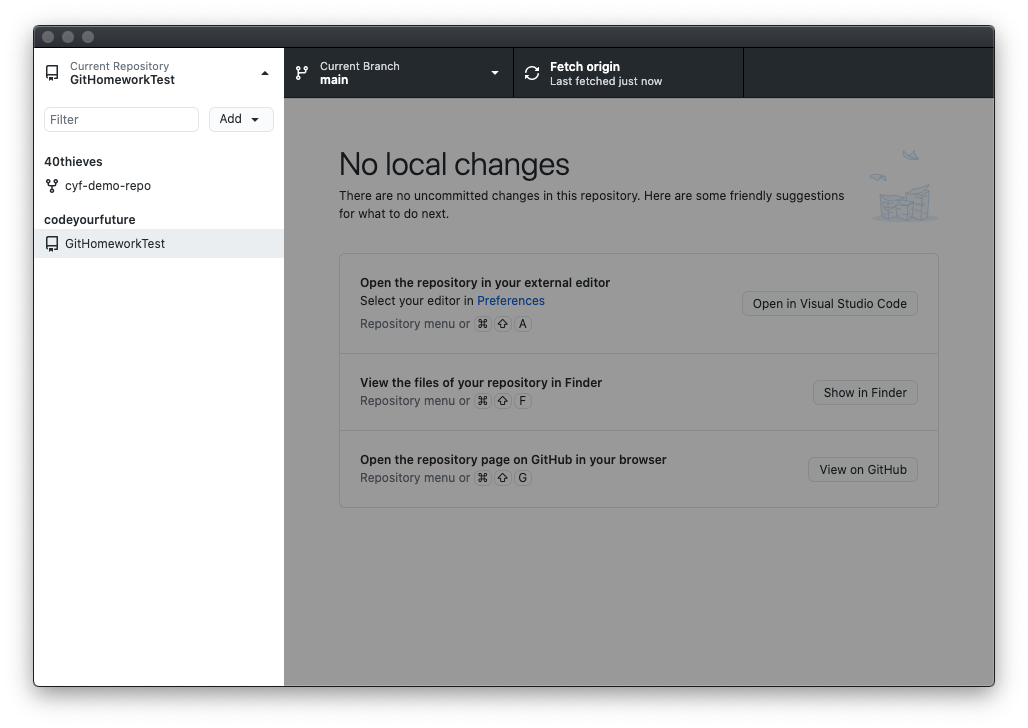 Current Repository
GitHomeworkTest
Current Branch
main
Fetch origin
Last fetched just now
Filter
Add
40thieves
cyf-demo-repo
codeyourfuture
GitHomeworkTest
No local changes
There are no uncommitted changes in this repository. Here are some friendly suggestions
for what to do next.
Open the repository in your external editor
Select your editor in Preferences
Repository menu or ⌘ ⇧ A
Open in Visual Studio Code
View the files of your repository in Finder
Repository menu or ⌘ ⇧ F
Show in Finder
Open the repository page on GitHub in your browser
Repository menu or ⌘ ⇧ G
View on GitHub